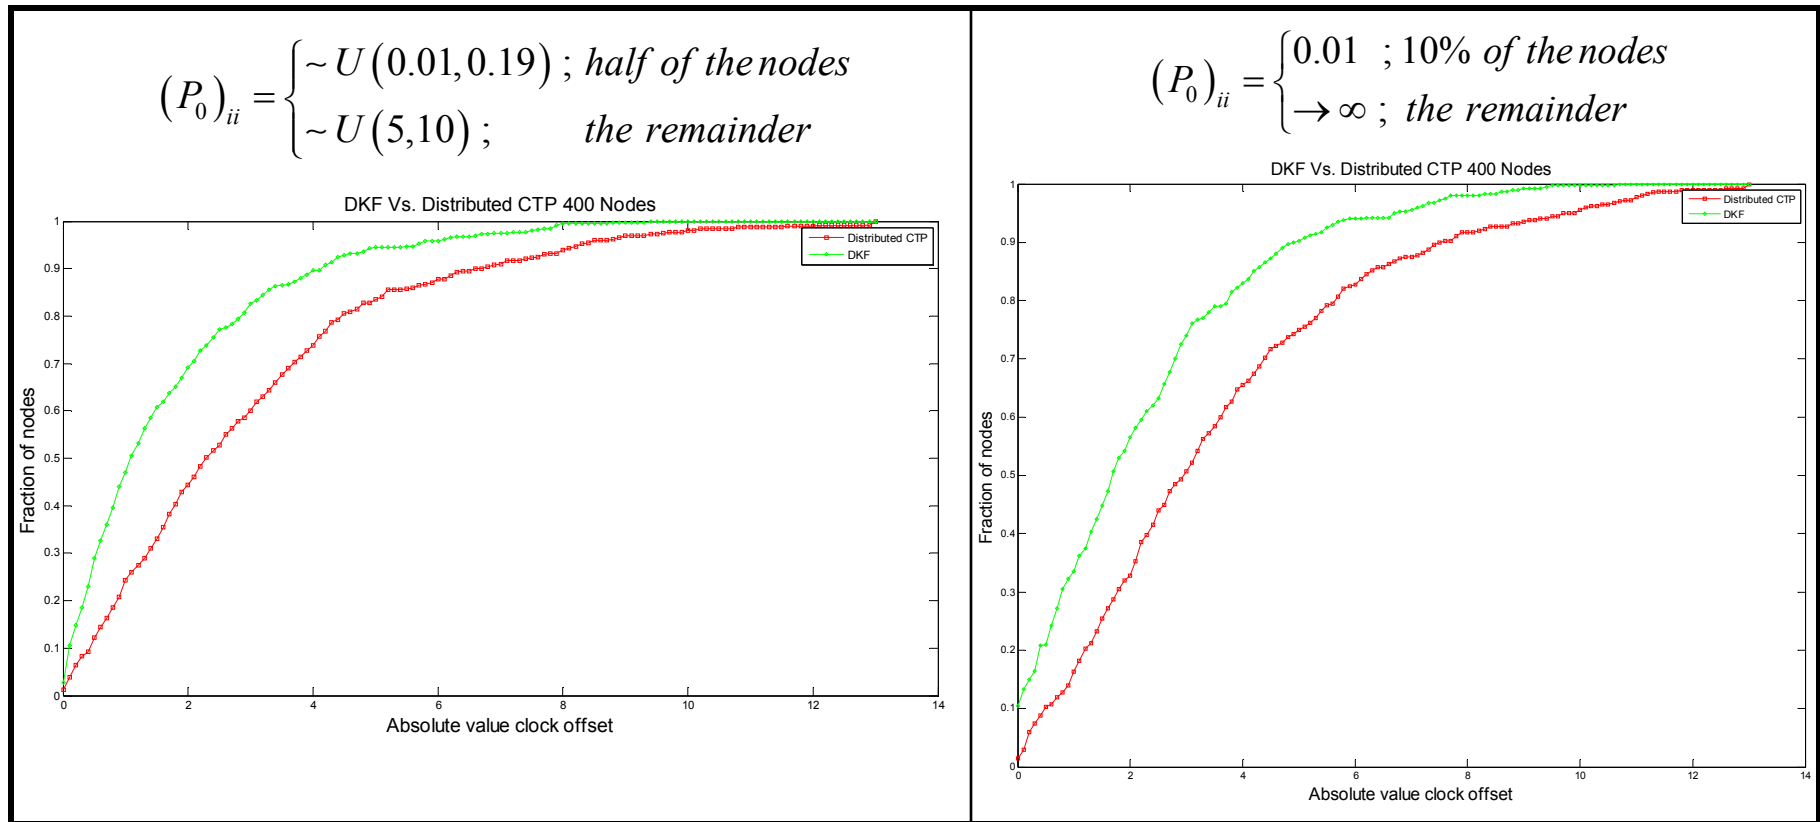 (P₀)ᵢᵢ = { ~ U(0.01,0.19) ; half of the nodes
~ U(5,10) ; the remainder
DKF Vs. Distributed CTP 400 Nodes
1
0.9
0.8
0.7
0.6
0.5
0.4
0.3
0.2
0.1
0
Fraction of nodes
Distributed CTP
DKF
0 2 4 6 8 10 12 14
Absolute value clock offset
(P₀)ᵢᵢ = { 0.01 ; 10% of the nodes
→ ∞ ; the remainder
DKF Vs. Distributed CTP 400 Nodes
1
0.9
0.8
0.7
0.6
0.5
0.4
0.3
0.2
0.1
0
Fraction of nodes
Distributed CTP
DKF
0 2 4 6 8 10 12 14
Absolute value clock offset